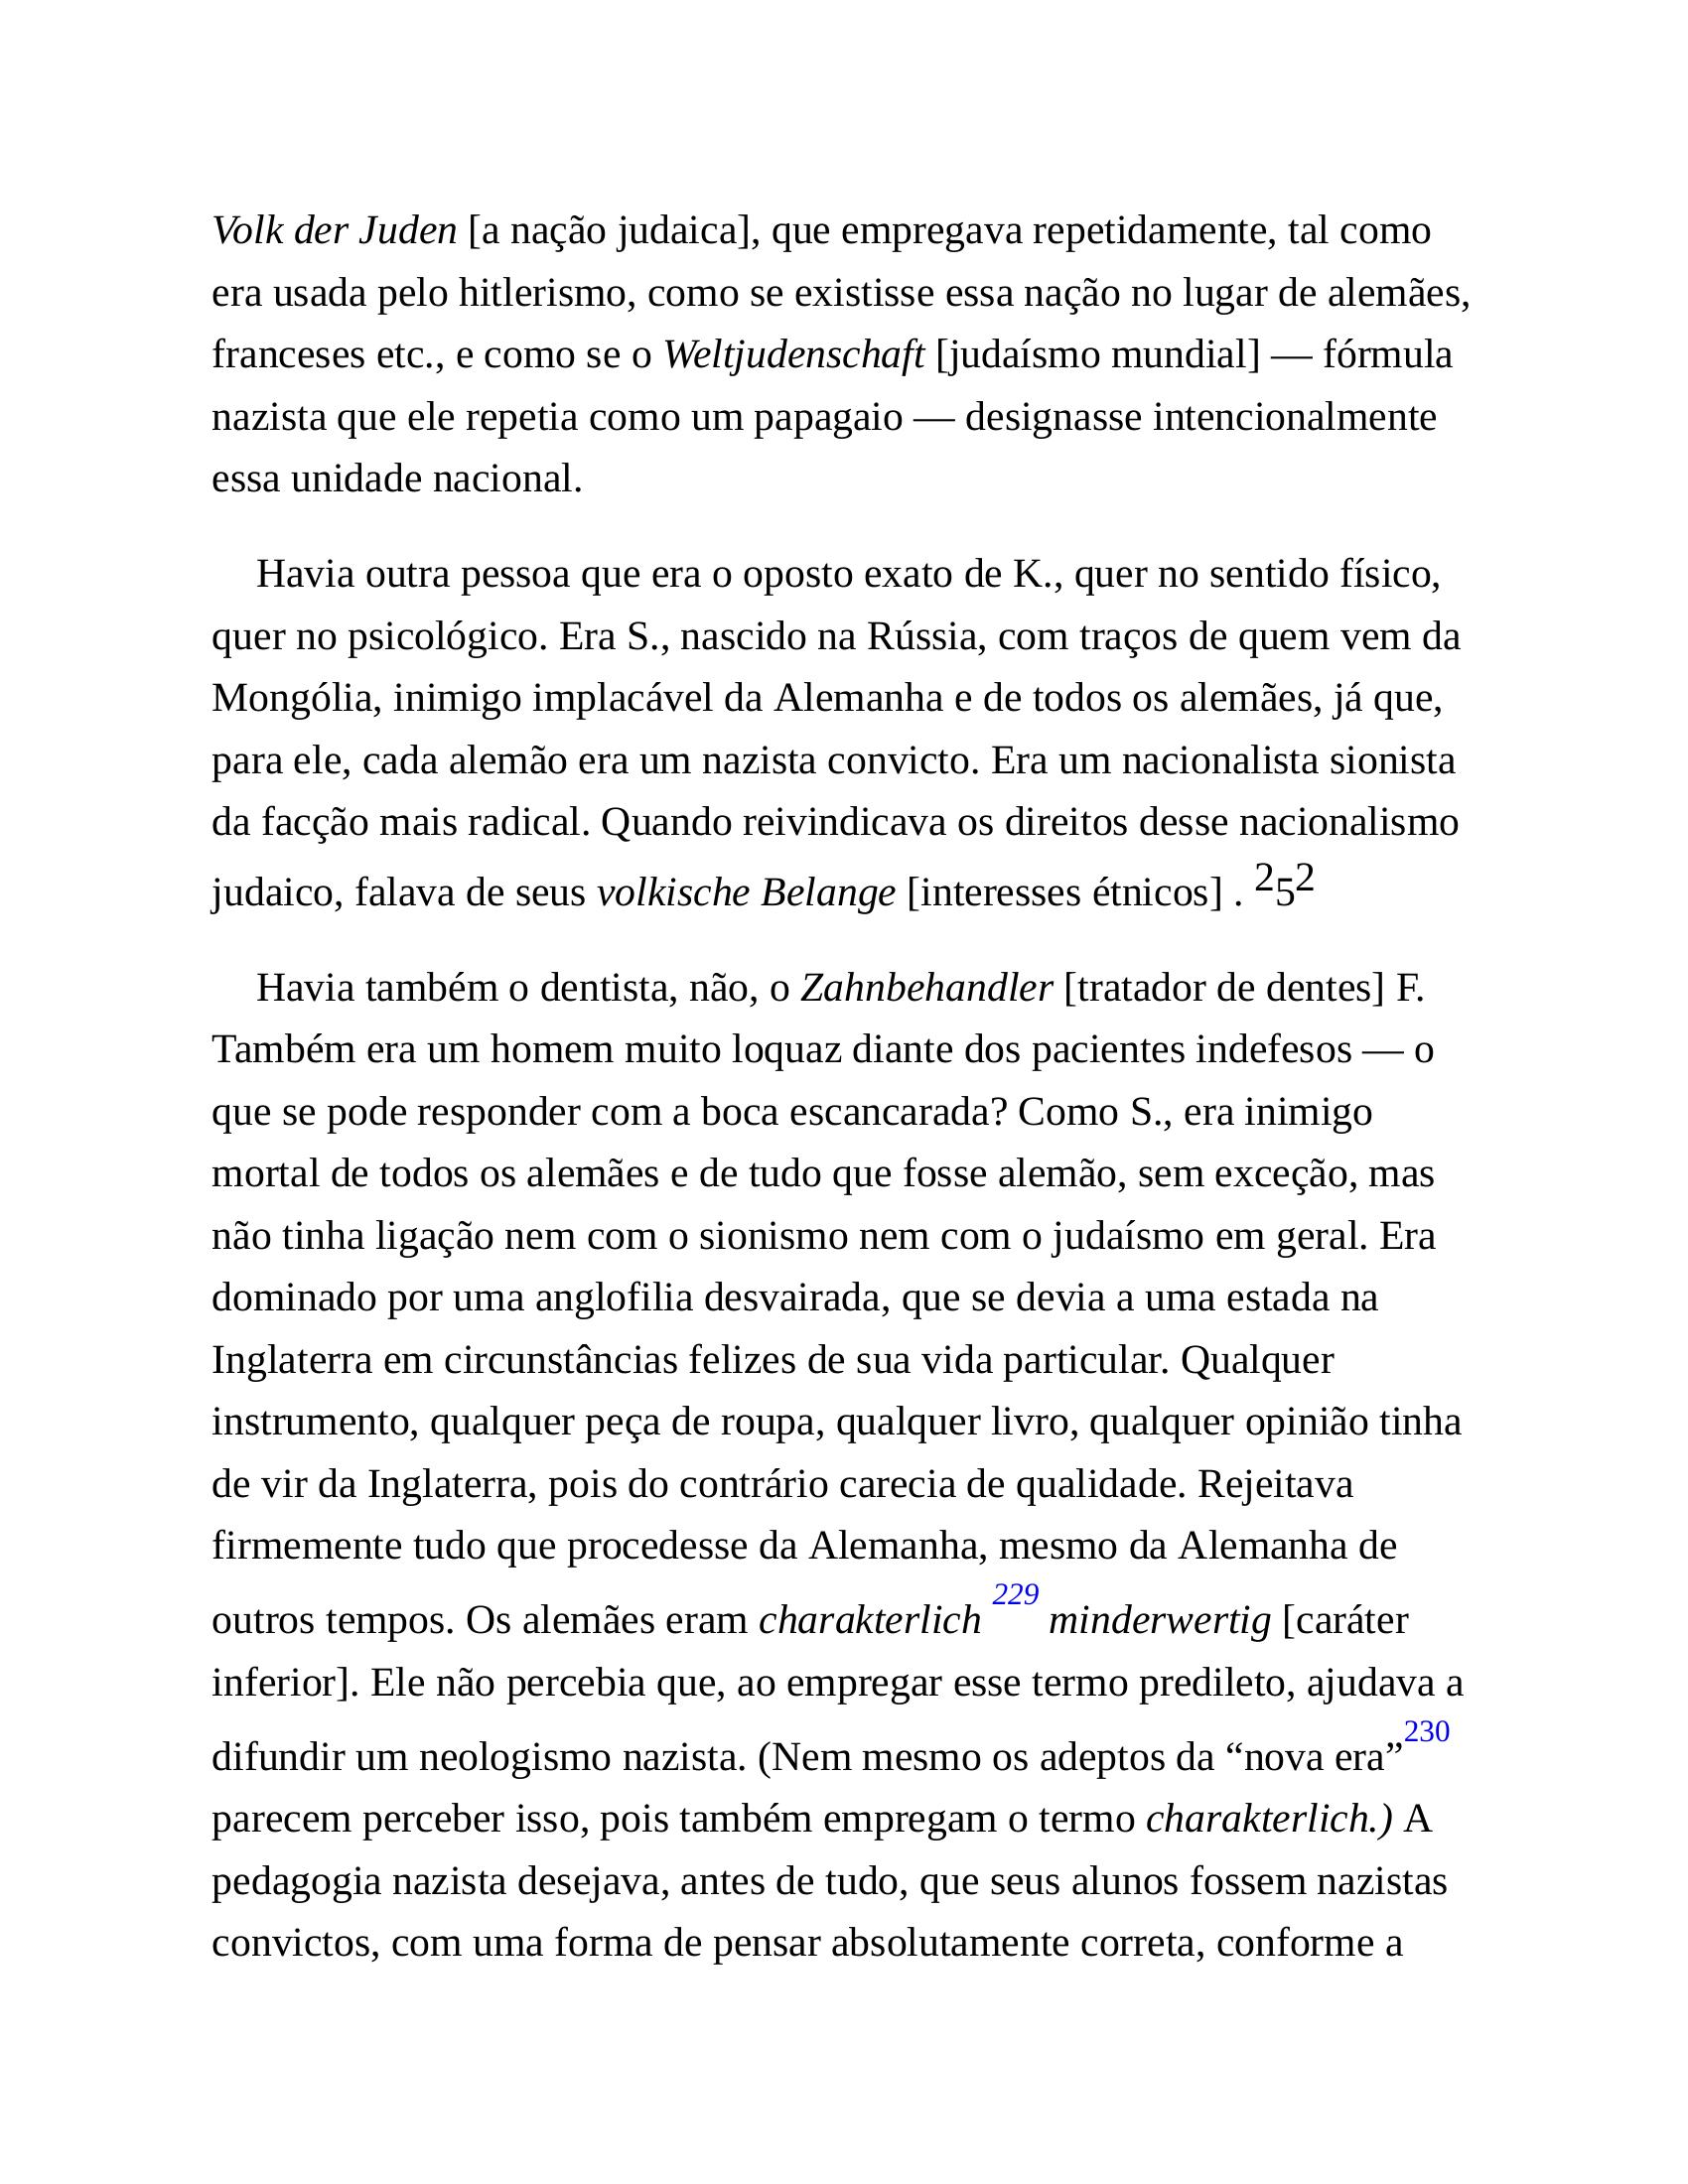 Volk der Juden [a nação judaica], que empregava repetidamente, tal como
era usada pelo hitlerismo, como se existisse essa nação no lugar de alemães,
franceses etc., e como se o Weltjudenschaft [judaísmo mundial] — fórmula
nazista que ele repetia como um papagaio — designasse intencionalmente
essa unidade nacional.
Havia outra pessoa que era o oposto exato de K., quer no sentido físico,
quer no psicológico. Era S., nascido na Rússia, com traços de quem vem da
Mongólia, inimigo implacável da Alemanha e de todos os alemães, já que,
para ele, cada alemão era um nazista convicto. Era um nacionalista sionista
da facção mais radical. Quando reivindicava os direitos desse nacionalismo
judaico, falava de seus volkische Belange [interesses étnicos] . 252
Havia também o dentista, não, o Zahnbehandler [tratador de dentes] F.
Também era um homem muito loquaz diante dos pacientes indefesos — o
que se pode responder com a boca escancarada? Como S., era inimigo
mortal de todos os alemães e de tudo que fosse alemão, sem exceção, mas
não tinha ligação nem com o sionismo nem com o judaísmo em geral. Era
dominado por uma anglofilia desvairada, que se devia a uma estada na
Inglaterra em circunstâncias felizes de sua vida particular. Qualquer
instrumento, qualquer peça de roupa, qualquer livro, qualquer opinião tinha
de vir da Inglaterra, pois do contrário carecia de qualidade. Rejeitava
firmemente tudo que procedesse da Alemanha, mesmo da Alemanha de
outros tempos. Os alemães eram charakterlich 229 minderwertig [caráter
inferior]. Ele não percebia que, ao empregar esse termo predileto, ajudava a
difundir um neologismo nazista. (Nem mesmo os adeptos da “nova era”230
parecem perceber isso, pois também empregam o termo charakterlich.) A
pedagogia nazista desejava, antes de tudo, que seus alunos fossem nazistas
convictos, com uma forma de pensar absolutamente correta, conforme a